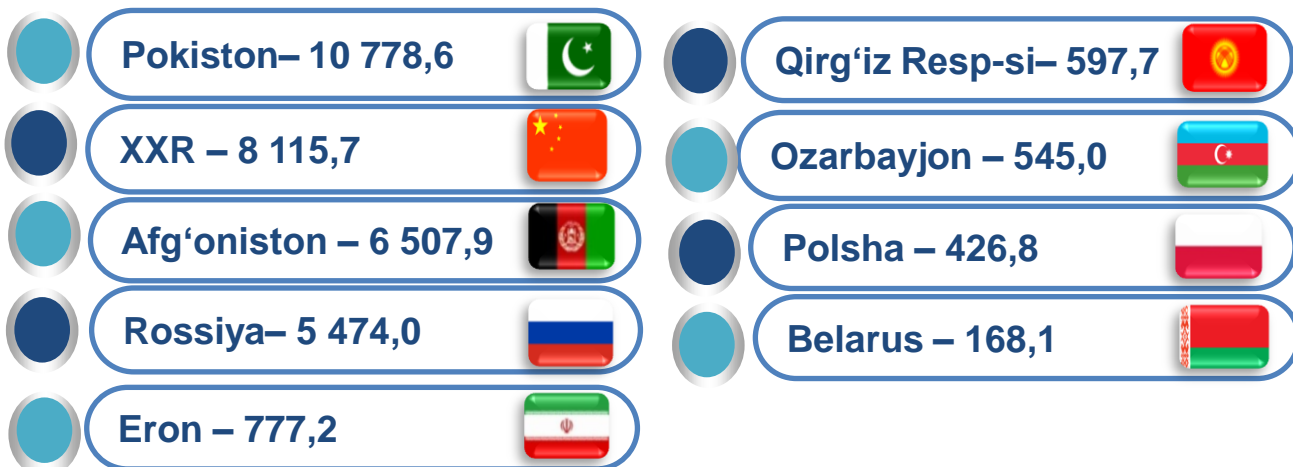 Pokiston– 10 778,6
XXR – 8 115,7
Afg‘oniston – 6 507,9
Rossiya– 5 474,0
Eron – 777,2
Qirg‘iz Resp-si– 597,7
Ozarbayjon – 545,0
Polsha – 426,8
Belarus – 168,1